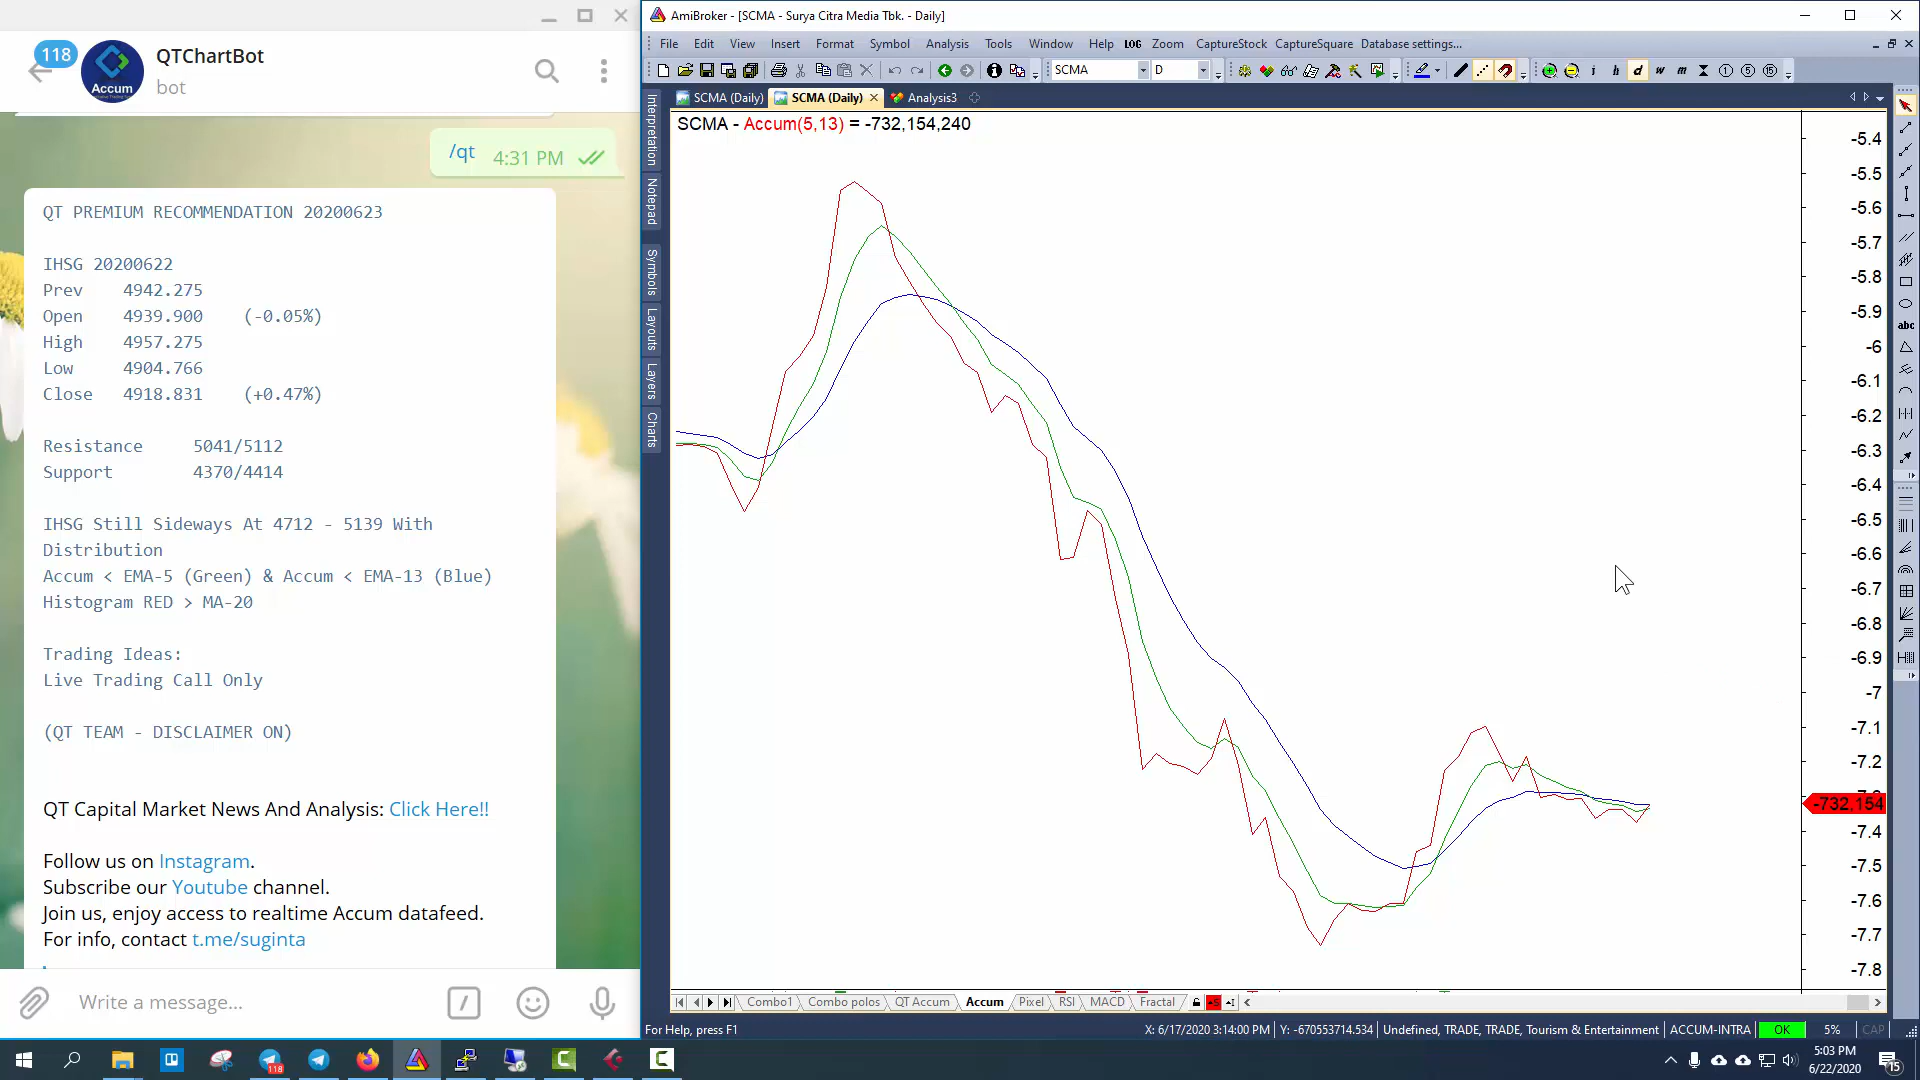 118
QTChartBot
bot
Accum
/qt 4:31 PM
QT PREMIUM RECOMMENDATION 20200623
IHSG 20200622
Prev 4942.275
Open 4939.900 (-0.05%)
High 4957.275
Low 4904.766
Close 4918.831 (+0.47%)
Resistance 5041/5112
Support 4370/4414
IHSG Still Sideways At 4712 - 5139 With
Distribution
Accum < EMA-5 (Green) & Accum < EMA-13 (Blue)
Histogram RED > MA-20
Trading Ideas:
Live Trading Call Only
(QT TEAM - DISCLAIMER ON)
QT Capital Market News And Analysis: Click Here!!
Follow us on Instagram.
Subscribe our Youtube channel.
Join us, enjoy access to realtime Accum datafeed.
For info, contact t.me/suginta
Write a message...
AmiBroker - [SCMA - Surya Citra Media Tbk. - Daily]
File Edit View Insert Format Symbol Analysis Tools Window Help LOG Zoom CaptureStock CaptureSquare Database settings...
SCMA D
i h d w m 1 5 15
SCMA (Daily) SCMA (Daily) Analysis3
Interpretation
Notepad
Symbols
Layouts
Layers
Charts
SCMA - Accum(5,13) = -732,154,240
-5.4
-5.5
-5.6
-5.7
-5.8
-5.9
-6
-6.1
-6.2
-6.3
-6.4
-6.5
-6.6
-6.7
-6.8
-6.9
-7
-7.1
-7.2
-732,154
-7.4
-7.5
-7.6
-7.7
-7.8
abc
Combo1 Combo polos QT Accum Accum Pixel RSI MACD Fractal
For Help, press F1
X: 6/17/2020 3:14:00 PM Y: -670553714.534 Undefined, TRADE, TRADE, Tourism & Entertainment ACCUM-INTRA OK 5% CAP
118
5:03 PM
6/22/2020
15